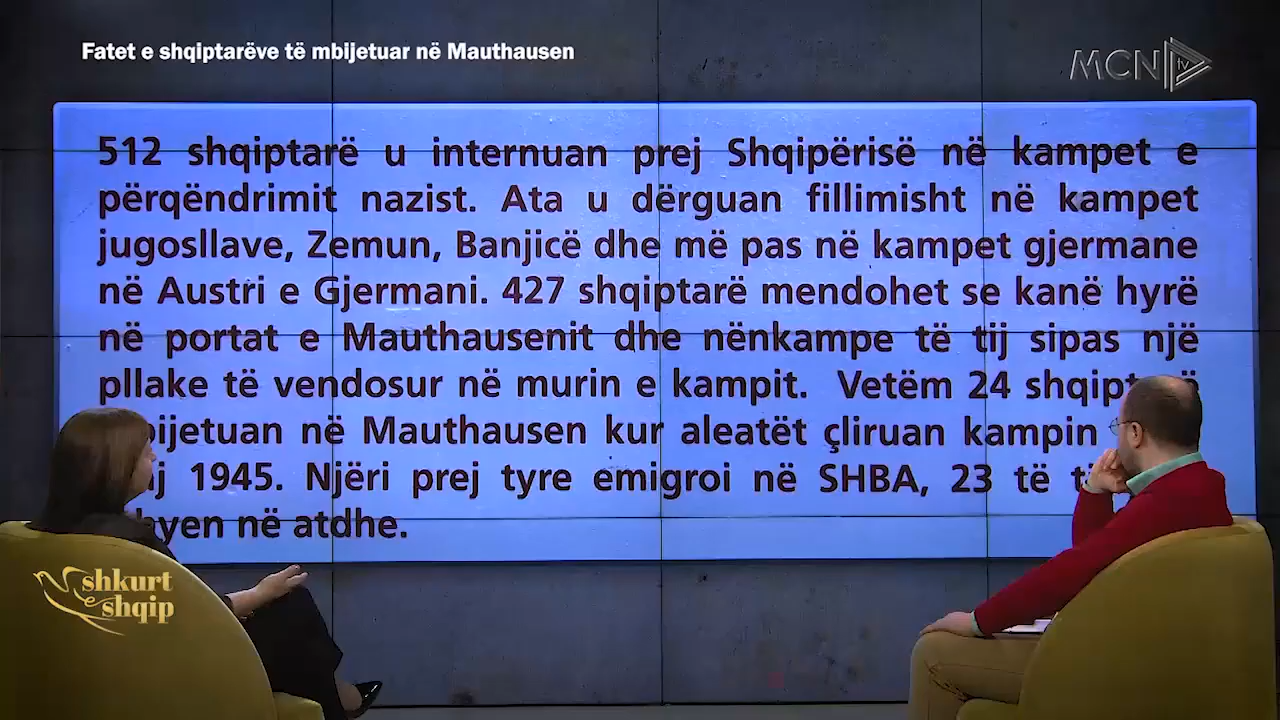 Fatet e shqiptarëve të mbijetuar në Mauthausen
MCN tv
512 shqiptarë u internuan prej Shqipërisë në kampet e
përqëndrimit nazist. Ata u dërguan fillimisht në kampet
jugosllave, Zemun, Banjicë dhe më pas në kampet gjermane
në Austri e Gjermani. 427 shqiptarë mendohet se kanë hyrë
në portat e Mauthausenit dhe nënkampe të tij sipas një
pllake të vendosur në murin e kampit. Vetëm 24
në Mauthausen kur aleatët çliruan kampin
1945. Njëri prej tyre emigroi në SHBA, 23 të
në atdhe.
shkurt
e shqip